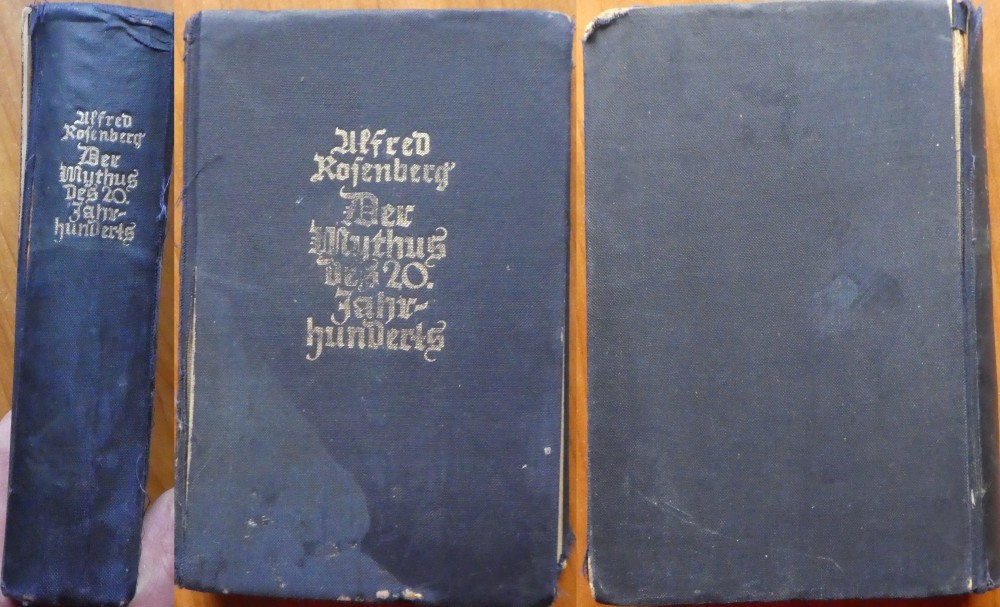 Alfred
Rosenberg
Der
Mythus
des 20.
Jahr-
hunderts
Alfred
Rosenberg
Der
Mythus
des 20.
Jahr-
hunderts